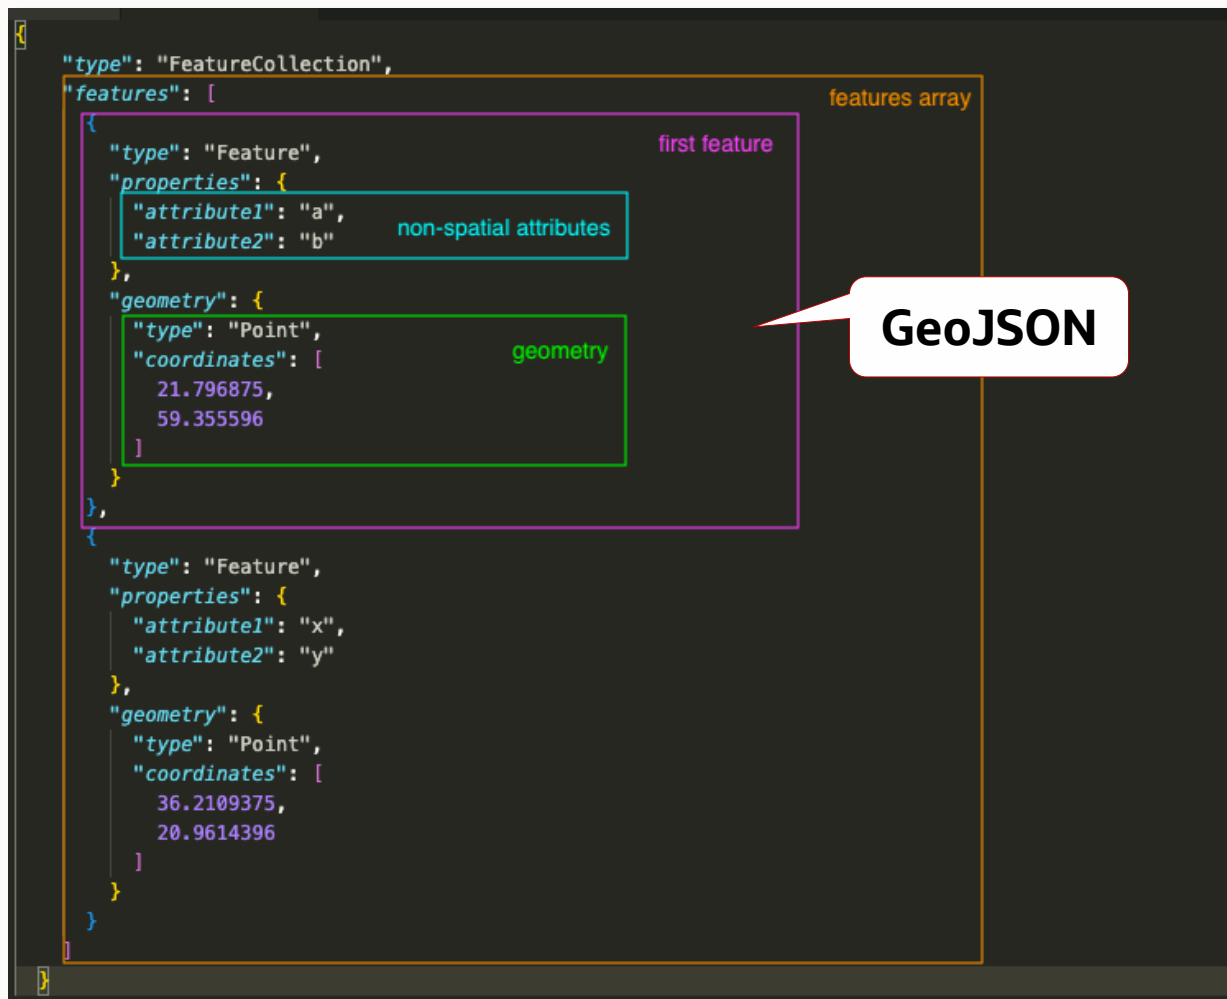 {
"type": "FeatureCollection",
"features": [
features array
{
first feature
"type": "Feature",
"properties": {
"attribute1": "a",
non-spatial attributes
"attribute2": "b"
},
"geometry": {
"type": "Point",
GeoJSON
geometry
"coordinates": [
21.796875,
59.355596
]
}
},
{
"type": "Feature",
"properties": {
"attribute1": "x",
"attribute2": "y"
},
"geometry": {
"type": "Point",
"coordinates": [
36.2109375,
20.9614396
]
}
}
]
}